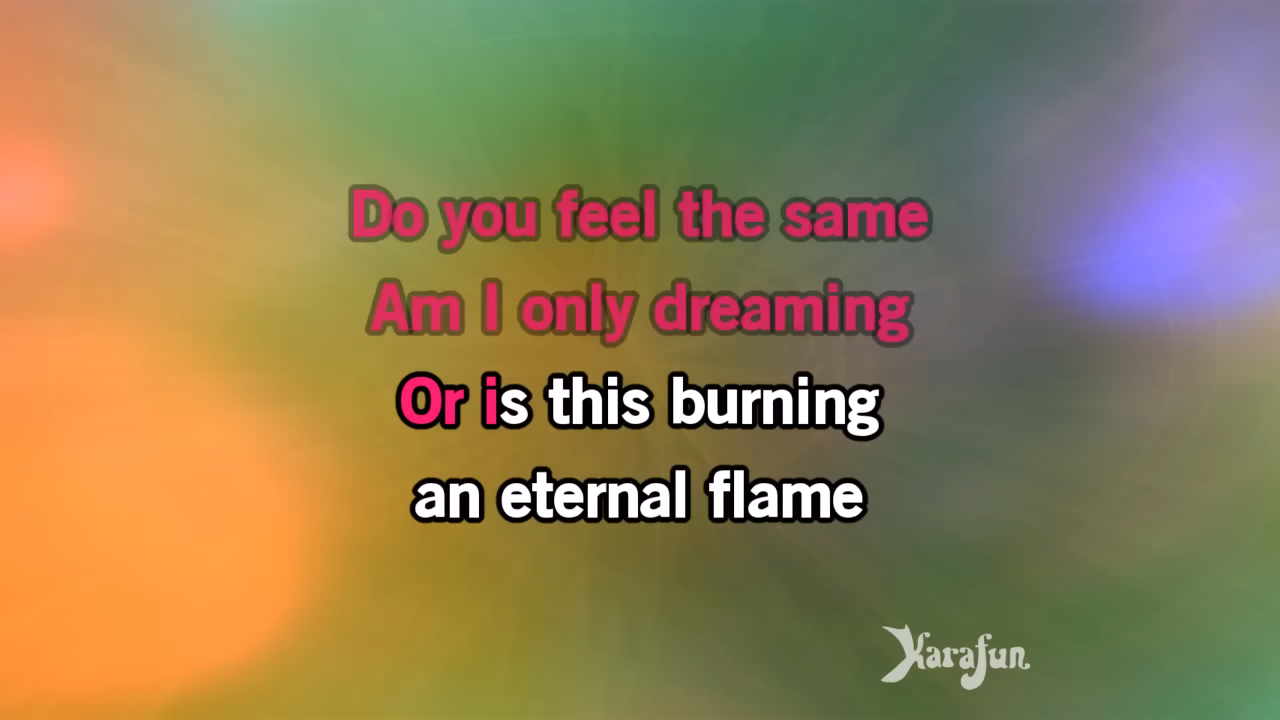 Do you feel the same
Am I only dreaming
Or is this burning
an eternal flame
Karafun